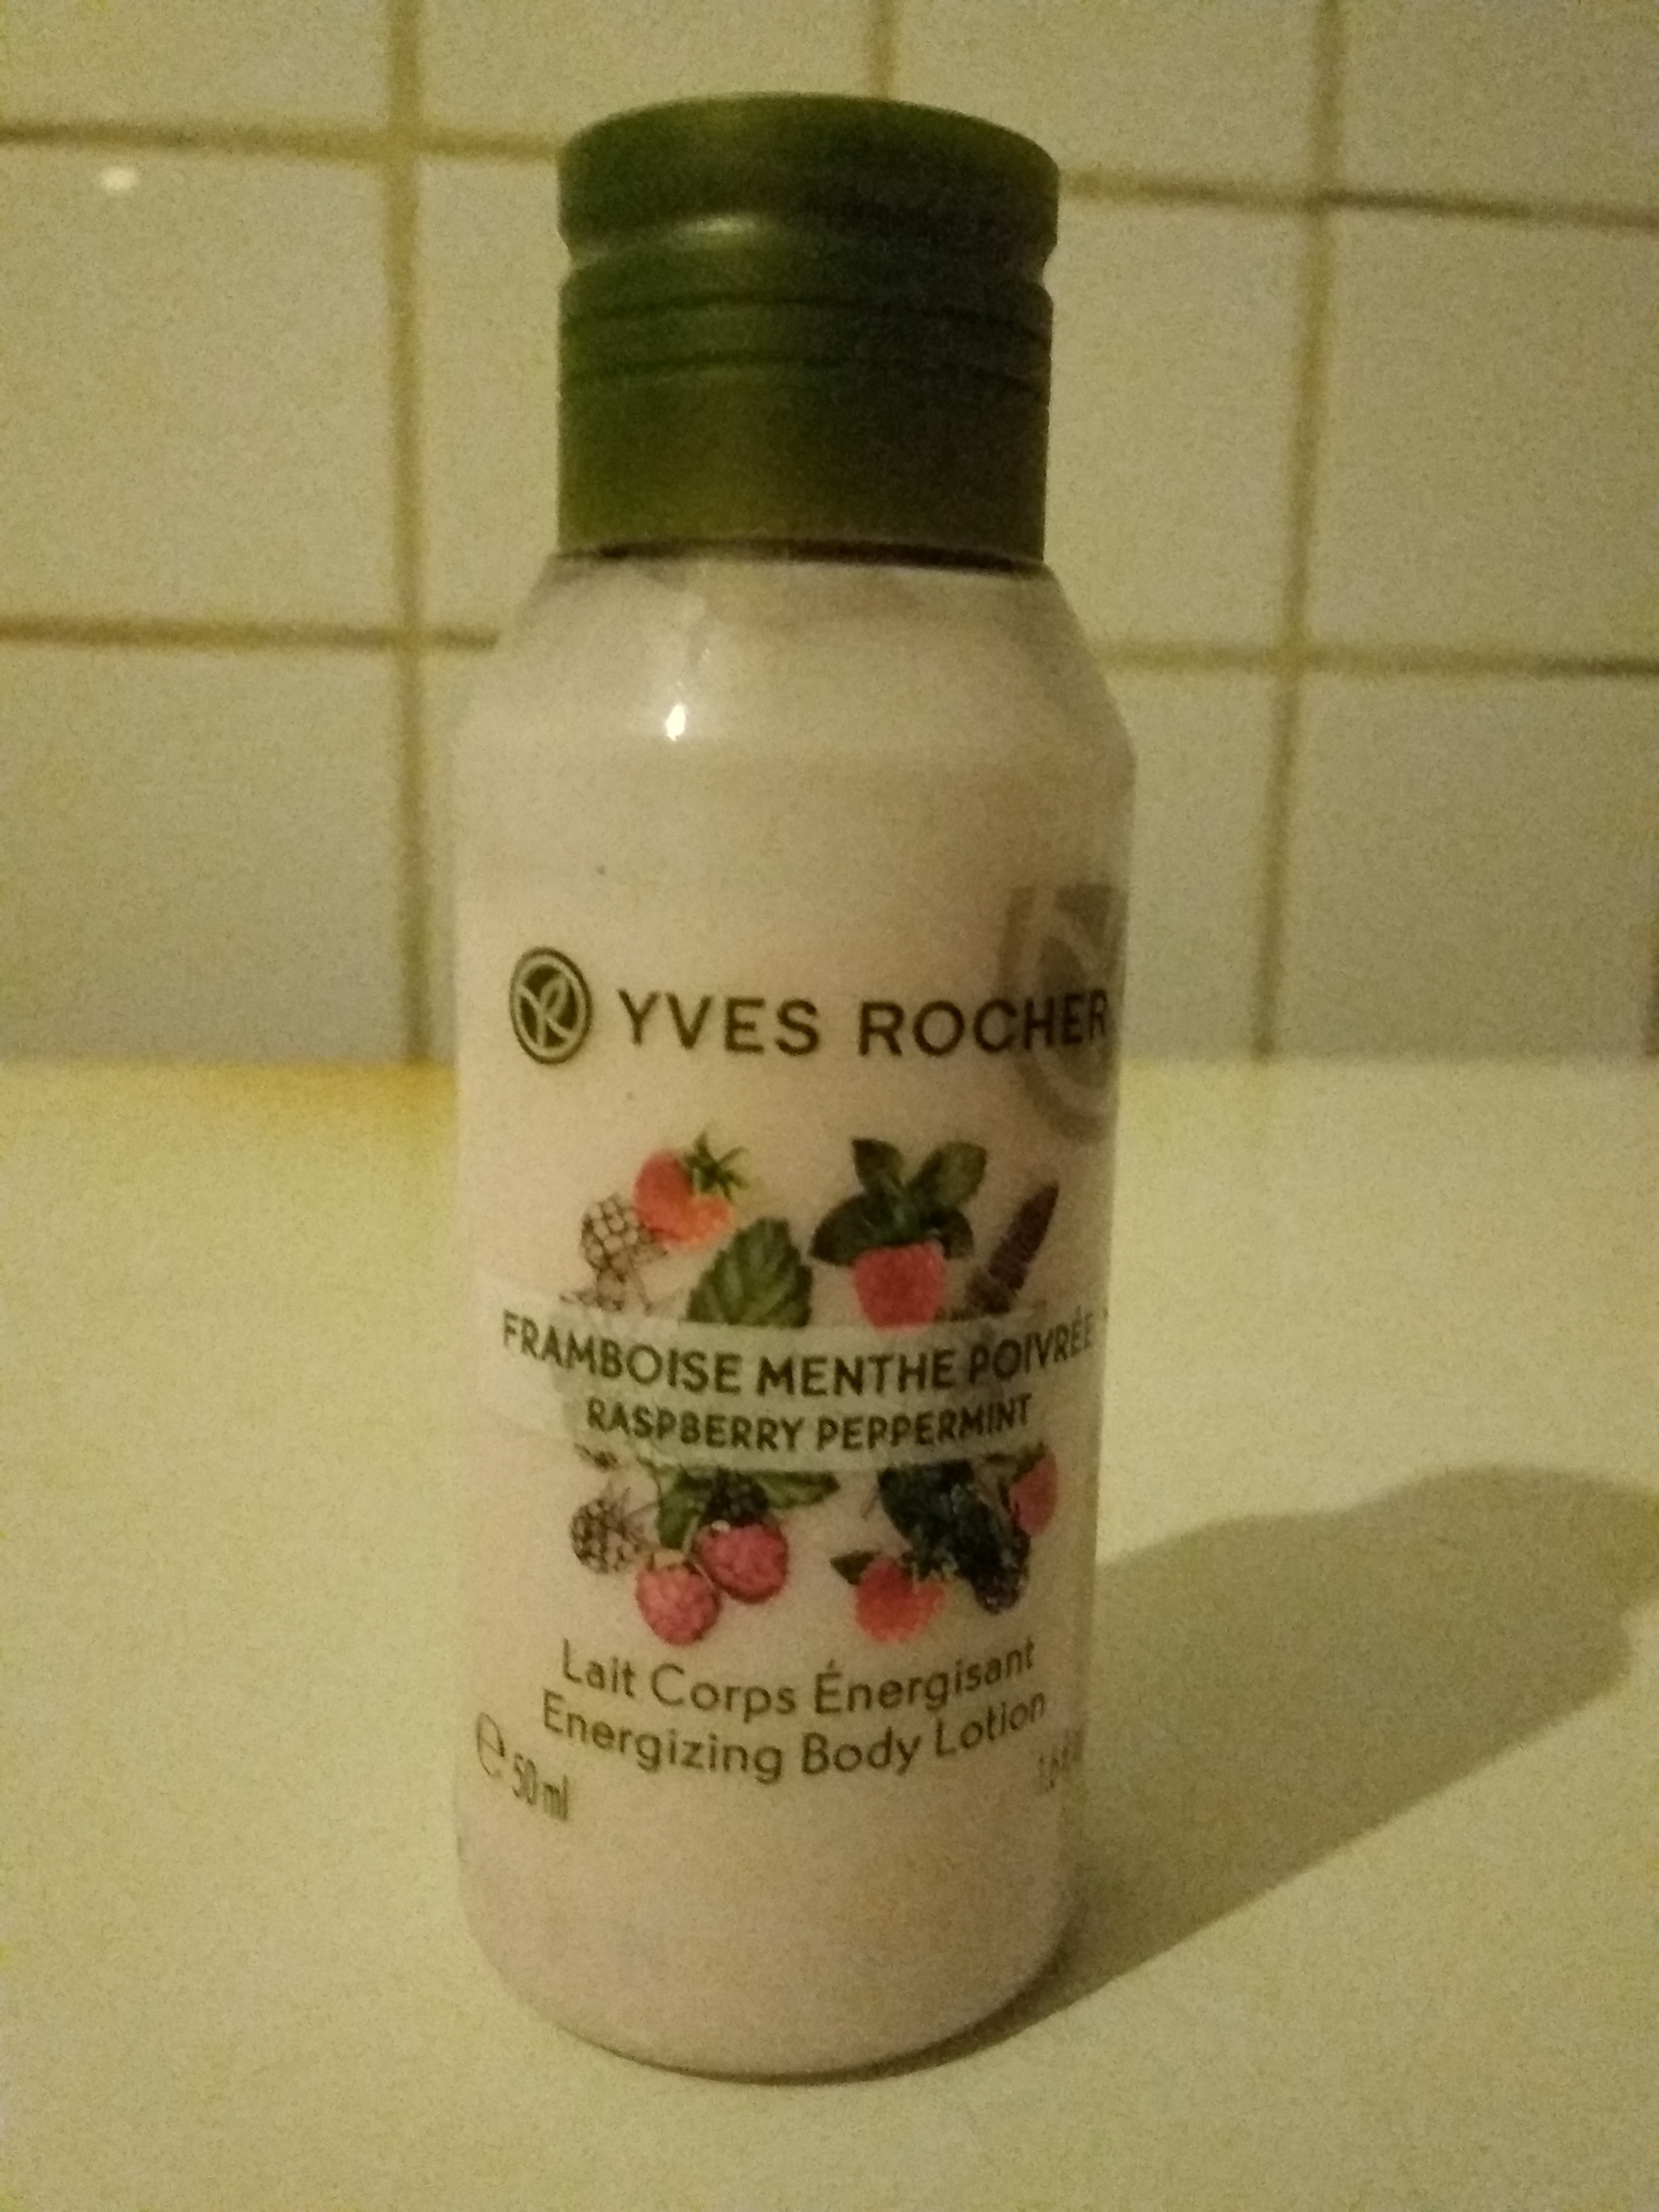 YVES ROCHER
FRAMBOISE MENTHE POIVRÉE
RASPBERRY PEPPERMINT
Lait Corps Énergisant
Energizing Body Lotion
℮ 50 ml